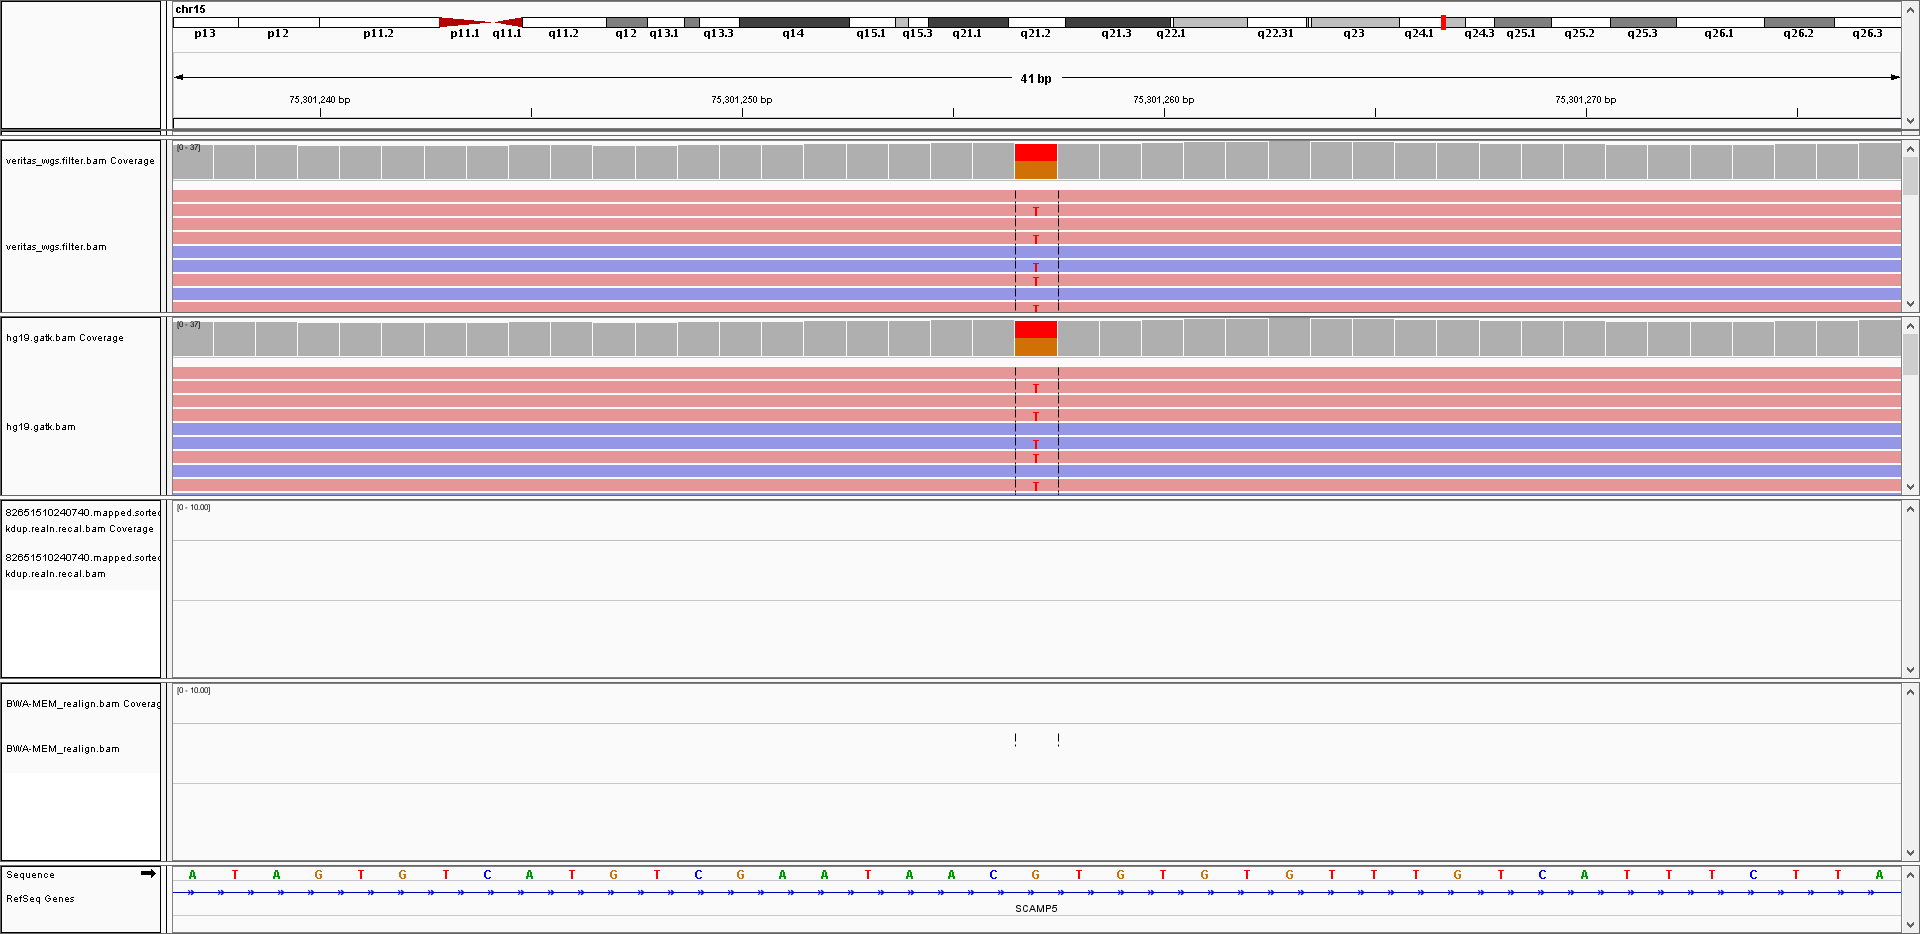 chr15
p13 p12 p11.2 p11.1 q11.1 q11.2 q12 q13.1 q13.3 q14 q15.1 q15.3 q21.1 q21.2 q21.3 q22.1 q22.31 q23 q24.1 q24.3 q25.1 q25.2 q25.3 q26.1 q26.2 q26.3
41 bp
75,301,240 bp 75,301,250 bp 75,301,260 bp 75,301,270 bp
[0 - 37]
veritas_wgs.filter.bam Coverage
T
T
veritas_wgs.filter.bam
T
T
T
[0 - 37]
hg19.gatk.bam Coverage
T
T
hg19.gatk.bam
T
T
T
[0 - 10.00]
82651510240740.mapped.sorted
kdup.realn.recal.bam Coverage
82651510240740.mapped.sorted
kdup.realn.recal.bam
[0 - 10.00]
BWA-MEM_realign.bam Coverag
BWA-MEM_realign.bam
Sequence A T A G T G T C A T G T C G A A T A A C G T G T G T G T T T G T C A T T T C T T A
RefSeq Genes
SCAMP5